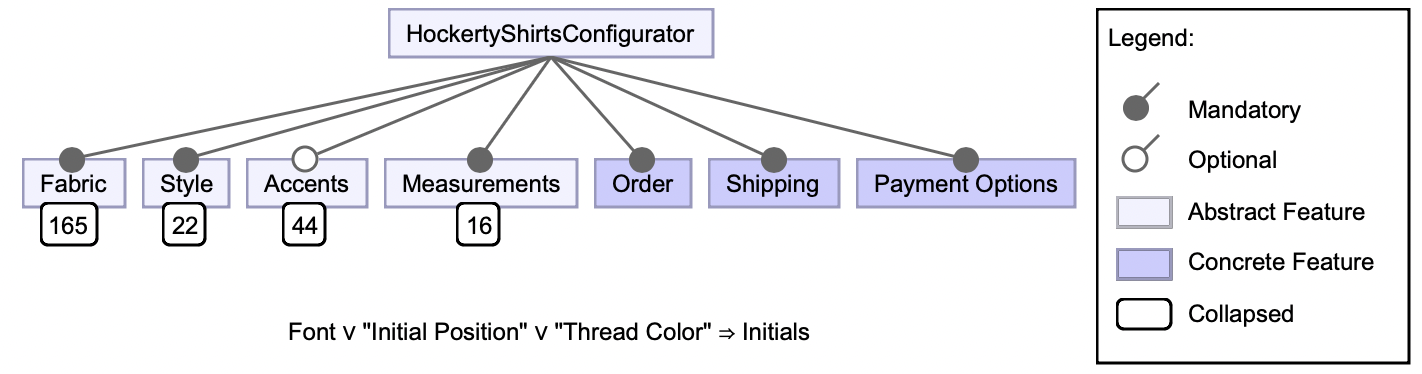 HockertyShirtsConfigurator
Legend:
Mandatory
Optional
Fabric Style Accents Measurements Order Shipping Payment Options
165 22 44 16
Abstract Feature
Concrete Feature
Collapsed
Font ∨ "Initial Position" ∨ "Thread Color" ⇒ Initials